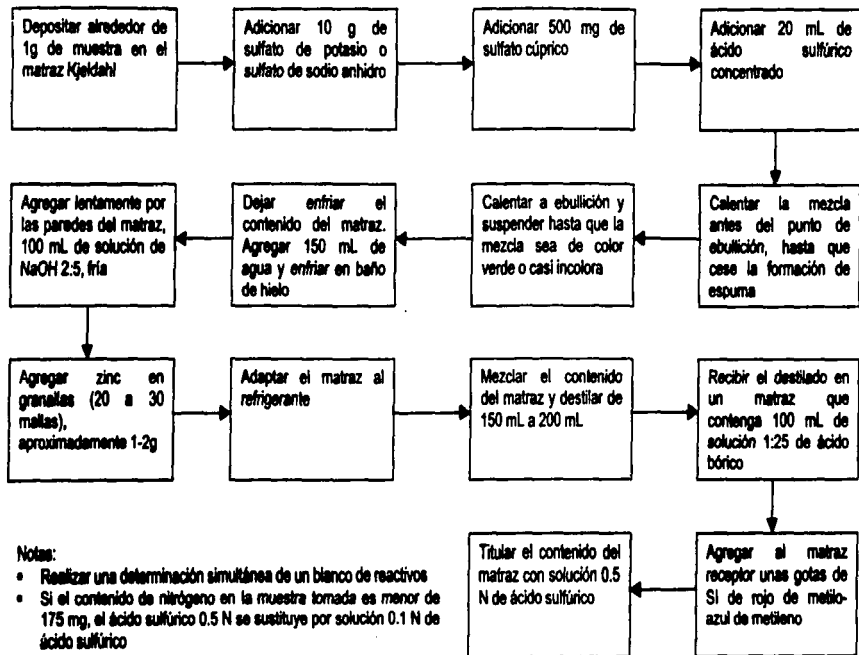 Depositar alrededor de
1g de muestra en el
matraz Kjeldahl
Adicionar 10 g de
sulfato de potasio o
sulfato de sodio anhidro
Adicionar 500 mg de
sulfato cúprico
Adicionar 20 mL de
ácido sulfúrico
concentrado
Calentar la mezcla
antes del punto de
ebullición, hasta que
cese la formación de
espuma
Calentar a ebullición y
suspender hasta que la
mezcla sea de color
verde o casi incolora
Dejar enfriar el
contenido del matraz.
Agregar 150 mL de
agua y enfriar en baño
de hielo
Agregar lentamente por
las paredes del matraz,
100 mL de solución de
NaOH 2:5, fría
Agregar zinc en
granallas (20 a 30
mallas),
aproximadamente 1-2g
Adaptar el matraz al
refrigerante
Mezclar el contenido
del matraz y destilar de
150 mL a 200 mL
Recibir el destilado en
un matraz que
contenga 100 mL de
solución 1:25 de ácido
bórico
Agregar al matraz
receptor unas gotas de
SI de rojo de metilo-
azul de metileno
Titular el contenido del
matraz con solución 0.5
N de ácido sulfúrico
Notas:
• Realizar una determinación simultánea de un blanco de reactivos
• Si el contenido de nitrógeno en la muestra tomada es menor de
175 mg, el ácido sulfúrico 0.5 N se sustituye por solución 0.1 N de
ácido sulfúrico